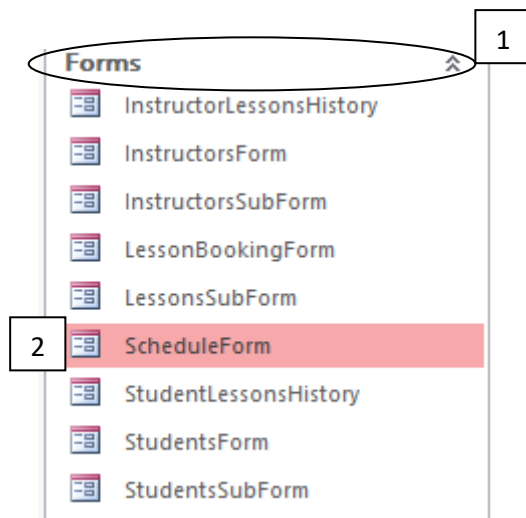 1
Forms
InstructorLessonsHistory
InstructorsForm
InstructorsSubForm
LessonBookingForm
LessonsSubForm
2 ScheduleForm
StudentLessonsHistory
StudentsForm
StudentsSubForm